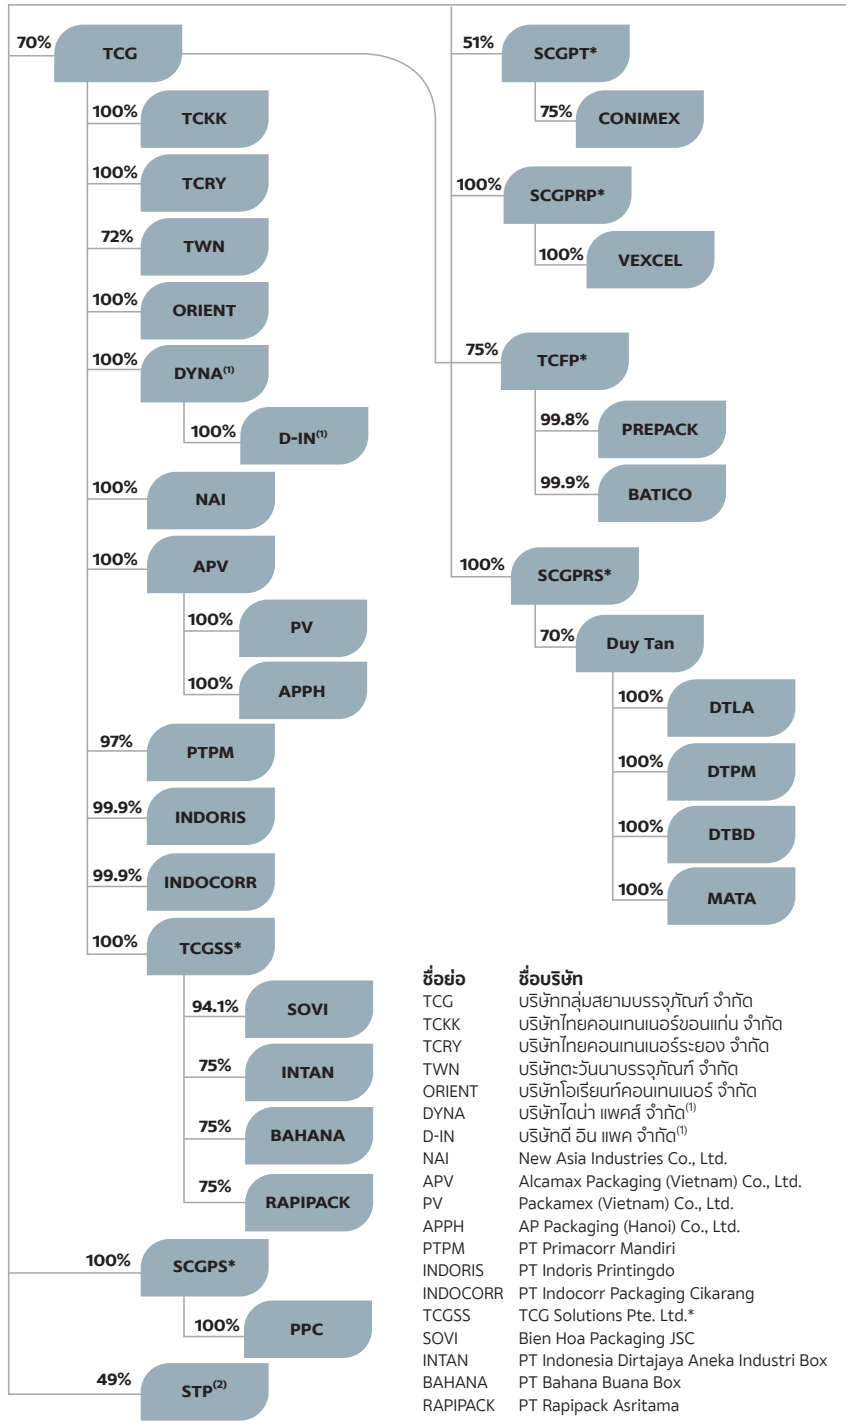 70% TCG
100% TCKK
100% TCRY
72% TWN
100% ORIENT
100% DYNA⁽¹⁾
100% D-IN⁽¹⁾
100% NAI
100% APV
100% PV
100% APPH
97% PTPM
99.9% INDORIS
99.9% INDOCORR
100% TCGSS*
94.1% SOVI
75% INTAN
75% BAHANA
75% RAPIPACK
100% SCGPS*
100% PPC
49% STP⁽²⁾
51% SCGPT*
75% CONIMEX
100% SCGPRP*
100% VEXCEL
75% TCFP*
99.8% PREPACK
99.9% BATICO
100% SCGPRS*
70% Duy Tan
100% DTLA
100% DTPM
100% DTBD
100% MATA
ชื่อย่อ ชื่อบริษัท
TCG บริษัทกลุ่มสยามบรรจุภัณฑ์ จำกัด
TCKK บริษัทไทยคอนเทนเนอร์ขอนแก่น จำกัด
TCRY บริษัทไทยคอนเทนเนอร์ระยอง จำกัด
TWN บริษัทตะวันนาบรรจุภัณฑ์ จำกัด
ORIENT บริษัทโอเรียนท์คอนเทนเนอร์ จำกัด
DYNA บริษัทไดน่า แพคส์ จำกัด⁽¹⁾
D-IN บริษัทดี อิน แพค จำกัด⁽¹⁾
NAI New Asia Industries Co., Ltd.
APV Alcamax Packaging (Vietnam) Co., Ltd.
PV Packamex (Vietnam) Co., Ltd.
APPH AP Packaging (Hanoi) Co., Ltd.
PTPM PT Primacorr Mandiri
INDORIS PT Indoris Printingdo
INDOCORR PT Indocorr Packaging Cikarang
TCGSS TCG Solutions Pte. Ltd.*
SOVI Bien Hoa Packaging JSC
INTAN PT Indonesia Dirtajaya Aneka Industri Box
BAHANA PT Bahana Buana Box
RAPIPACK PT Rapipack Asritama